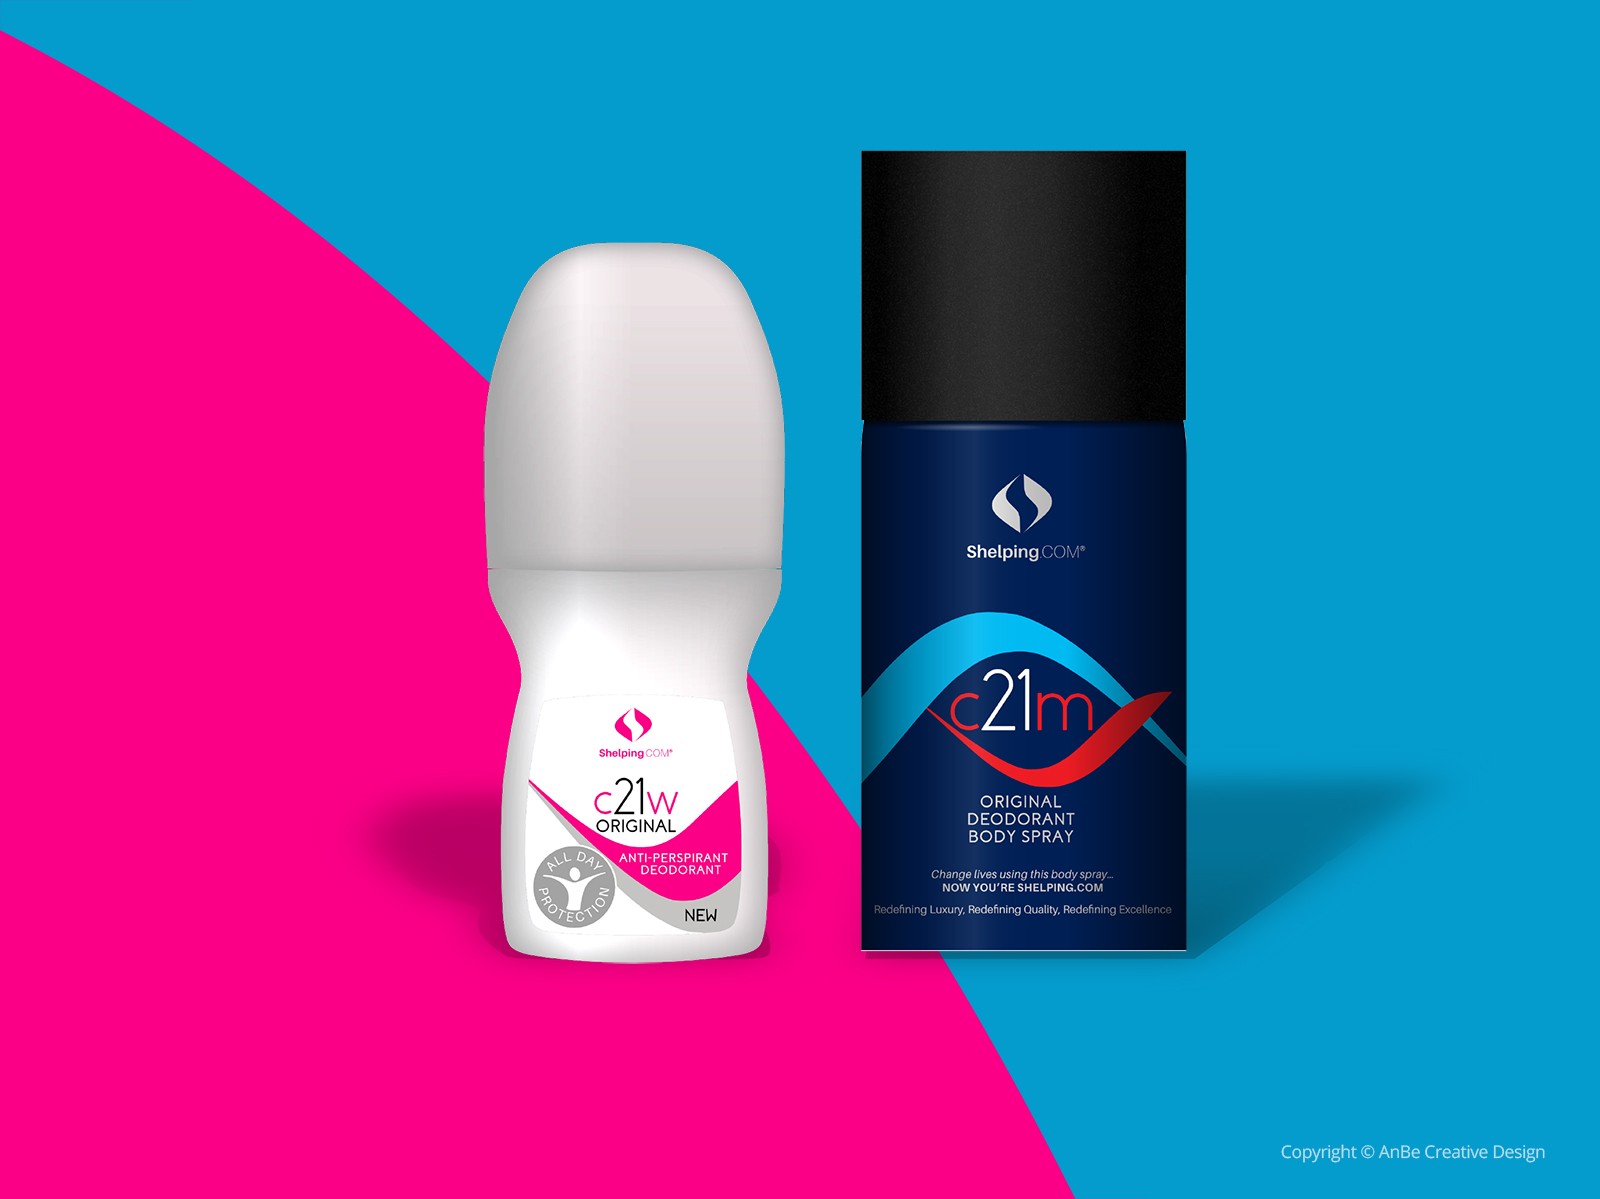 Shelping.COM®
c21w
ORIGINAL
ANTI-PERSPIRANT
DEODORANT
ALL DAY
PROTECTION
NEW
Shelping.COM®
c21m
ORIGINAL
DEODORANT
BODY SPRAY
Change lives using this body spray...
NOW YOU'RE SHELPING.COM
Redefining Luxury, Redefining Quality, Redefining Excellence
Copyright © AnBe Creative Design